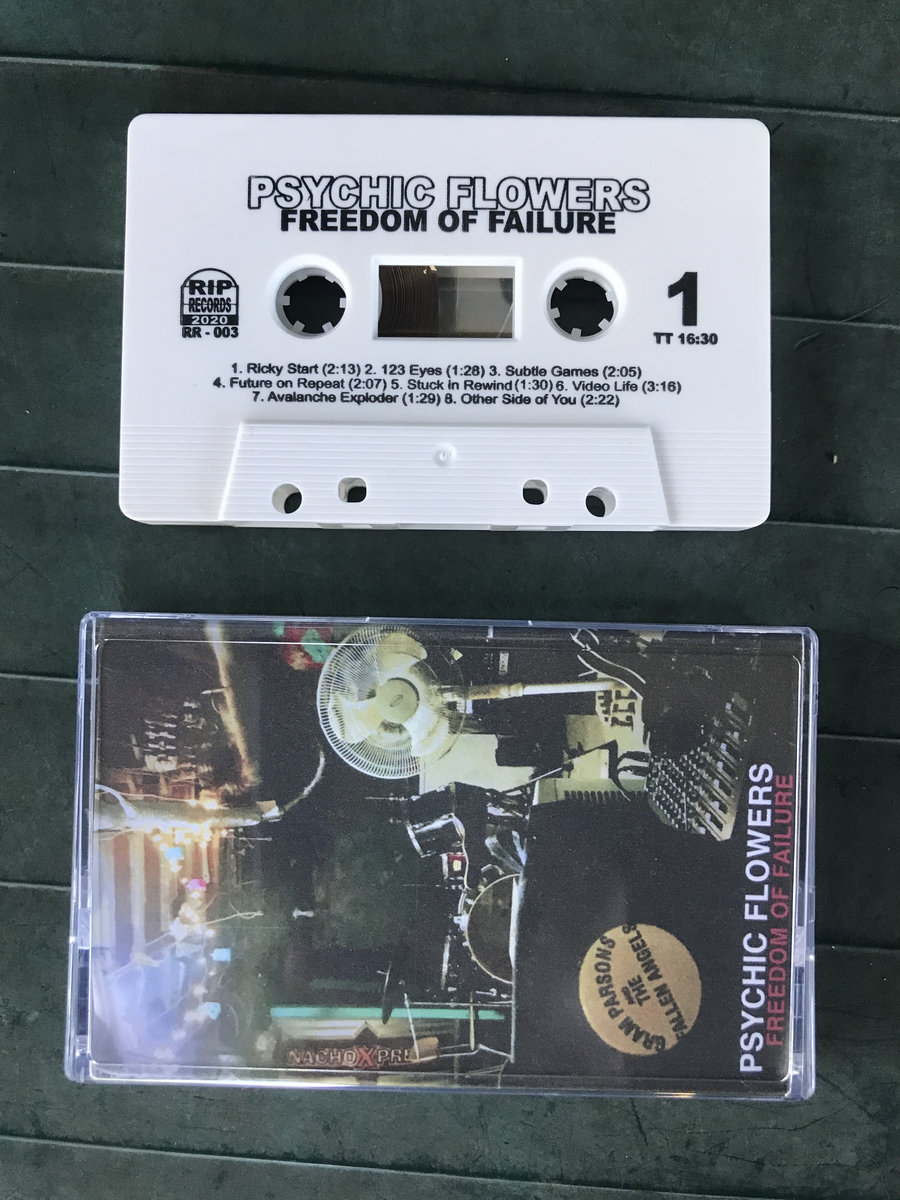 PSYCHIC FLOWERS
FREEDOM OF FAILURE
RIP
RECORDS
2020
RR - 003
1
TT 16:30
1. Ricky Start (2:13) 2. 123 Eyes (1:28) 3. Subtle Games (2:05)
4. Future on Repeat (2:07) 5. Stuck in Rewind (1:30) 6. Video Life (3:16)
7. Avalanche Exploder (1:29) 8. Other Side of You (2:22)
GRAM PARSONS
AND
THE
FALLEN ANGELS
NACHO X PRE
PSYCHIC FLOWERS
FREEDOM OF FAILURE